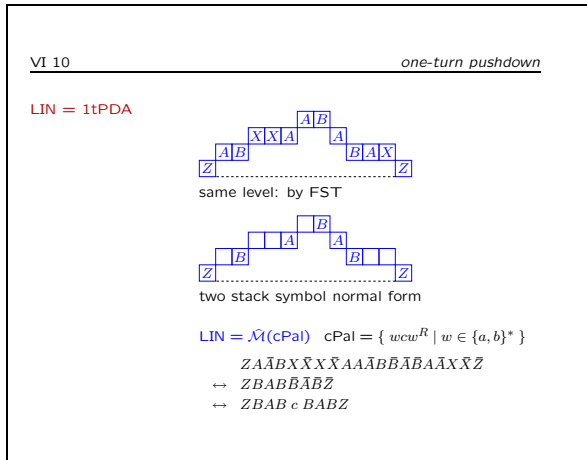 VI 10 one-turn pushdown
LIN = 1tPDA
A B
X X A A
A B B A X
Z Z
same level: by FST
B
A A
B B
Z Z
two stack symbol normal form
LIN = M̂(cPal) cPal = { wcw^R | w ∈ {a, b}* }
ZAĀBXX̄XX̄AAĀBB̄ĀB̄AĀXX̄Z̄
↔ ZBABB̄ĀB̄Z̄
↔ ZBAB c BABZ